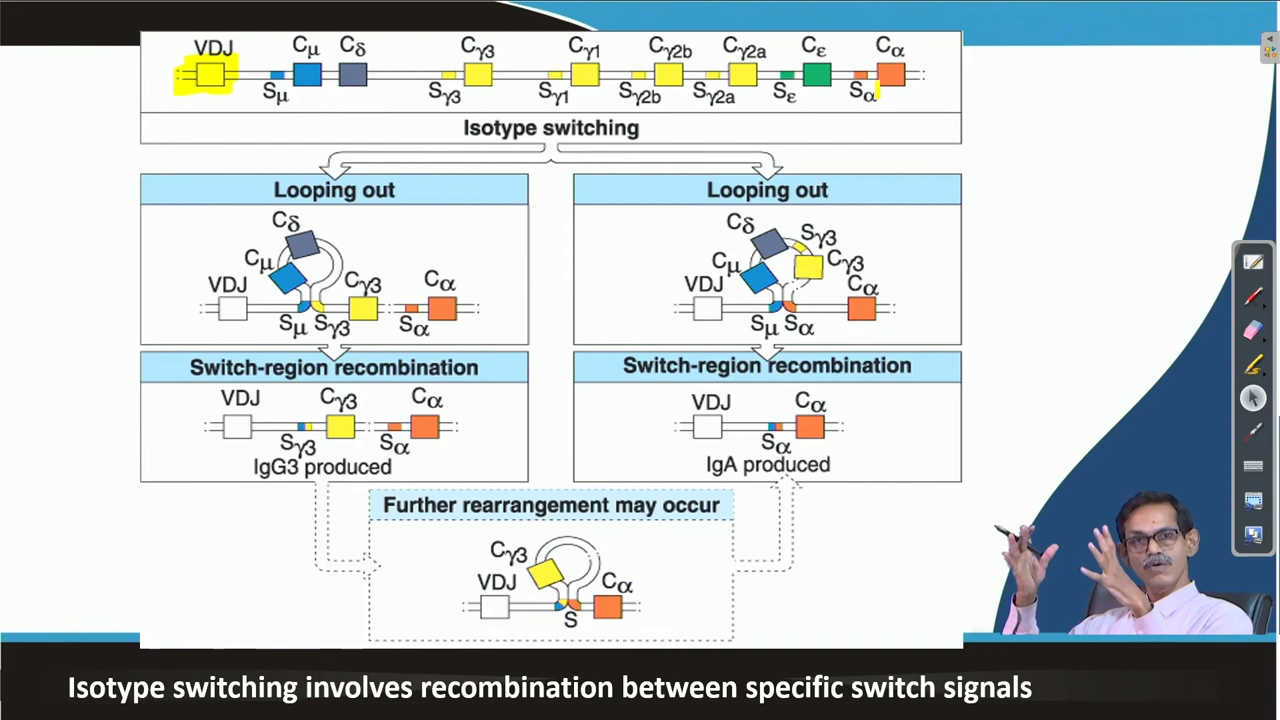 VDJ Cμ Cδ Cγ3 Cγ1 Cγ2b Cγ2a Cε Cα
Sμ Sγ3 Sγ1 Sγ2b Sγ2a Sε Sα
Isotype switching
Looping out
Cδ
Cμ
VDJ Cγ3 Cα
Sμ Sγ3 Sα
Switch-region recombination
VDJ Cγ3 Cα
Sγ3 Sα
IgG3 produced
Looping out
Cδ Sγ3
Cμ Cγ3
VDJ Cα
Sμ Sα
Switch-region recombination
VDJ Cα
Sα
IgA produced
Further rearrangement may occur
Cγ3
VDJ Cα
S
Isotype switching involves recombination between specific switch signals